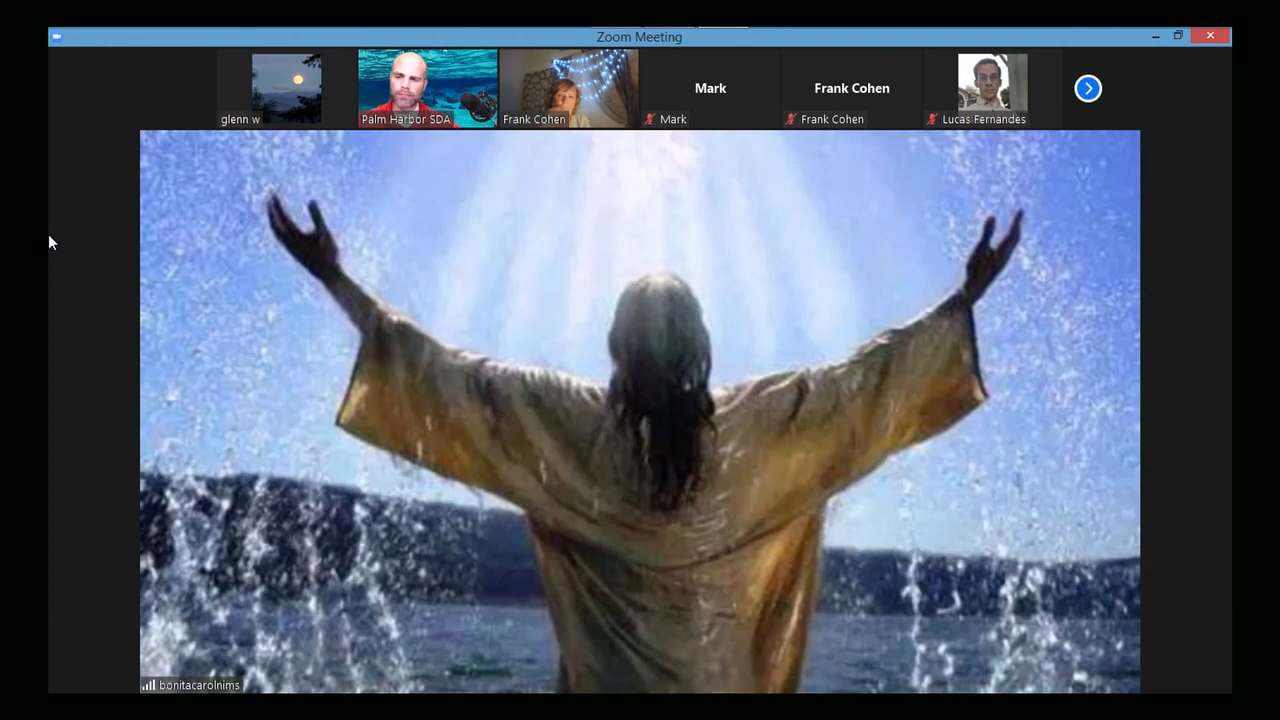 Zoom Meeting
glenn w
Palm Harbor SDA
Frank Cohen
Mark
Mark
Frank Cohen
Frank Cohen
Lucas Fernandes
bonitacarolnims